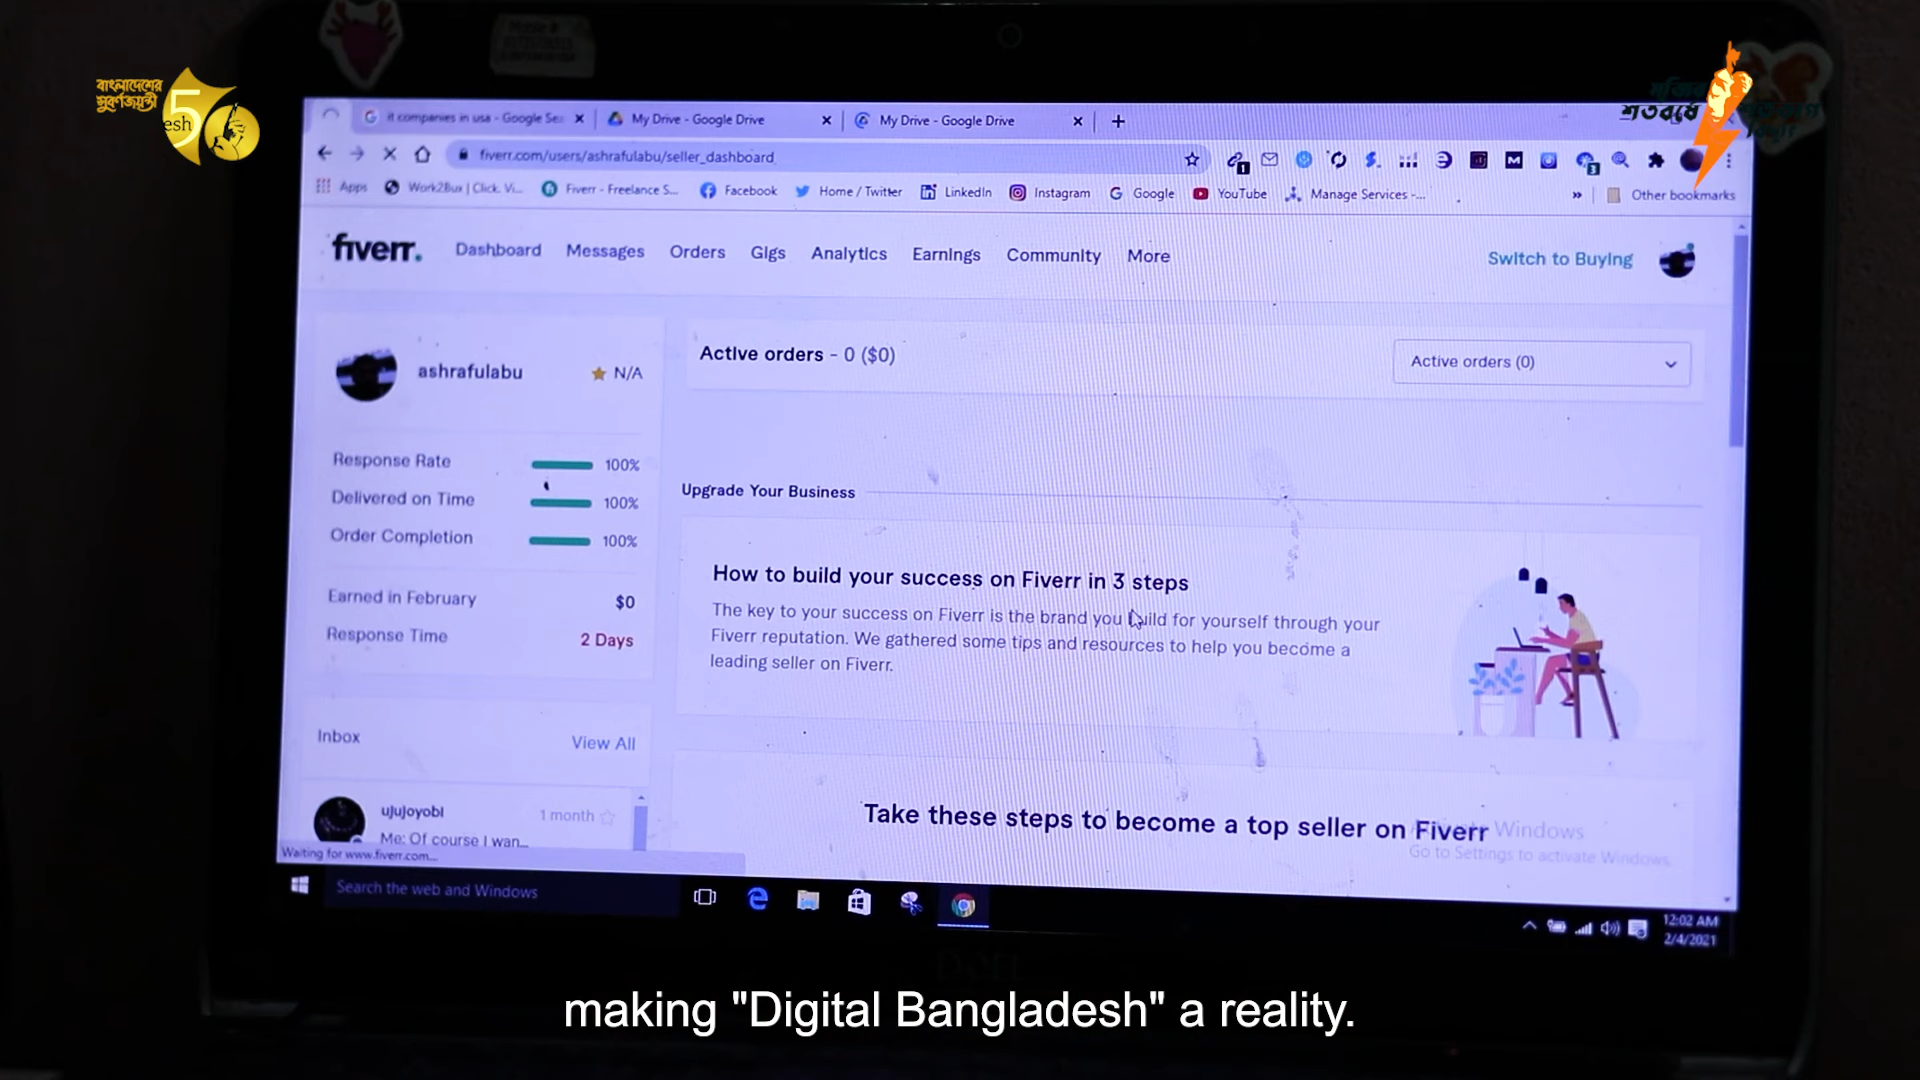 বাংলাদেশের
সুবর্ণজয়ন্তী
50
esh
শতবর্ষে
it companies in usa - Google Se
My Drive - Google Drive
My Drive - Google Drive
fiverr.com/users/ashrafulabu/seller_dashboard
1
3
Apps
Work2Bux | Click. Vi...
Fiverr - Freelance S...
Facebook
Home / Twitter
LinkedIn
Instagram
Google
YouTube
Manage Services -...
»
Other bookmarks
fiverr.
Dashboard
Messages
Orders
Gigs
Analytics
Earnings
Community
More
Switch to Buying
ashrafulabu
N/A
Active orders - 0 ($0)
Active orders (0)
Response Rate 100%
Delivered on Time 100%
Order Completion 100%
Earned in February $0
Response Time 2 Days
Upgrade Your Business
How to build your success on Fiverr in 3 steps
The key to your success on Fiverr is the brand you build for yourself through your
Fiverr reputation. We gathered some tips and resources to help you become a
leading seller on Fiverr.
Inbox View All
ujujoyobi 1 month
Me: Of course I wan...
Take these steps to become a top seller on Fiverr
Windows
Go to Settings to activate Windows.
Waiting for www.fiverr.com...
Search the web and Windows
12:02 AM
2/4/2021
making "Digital Bangladesh" a reality.